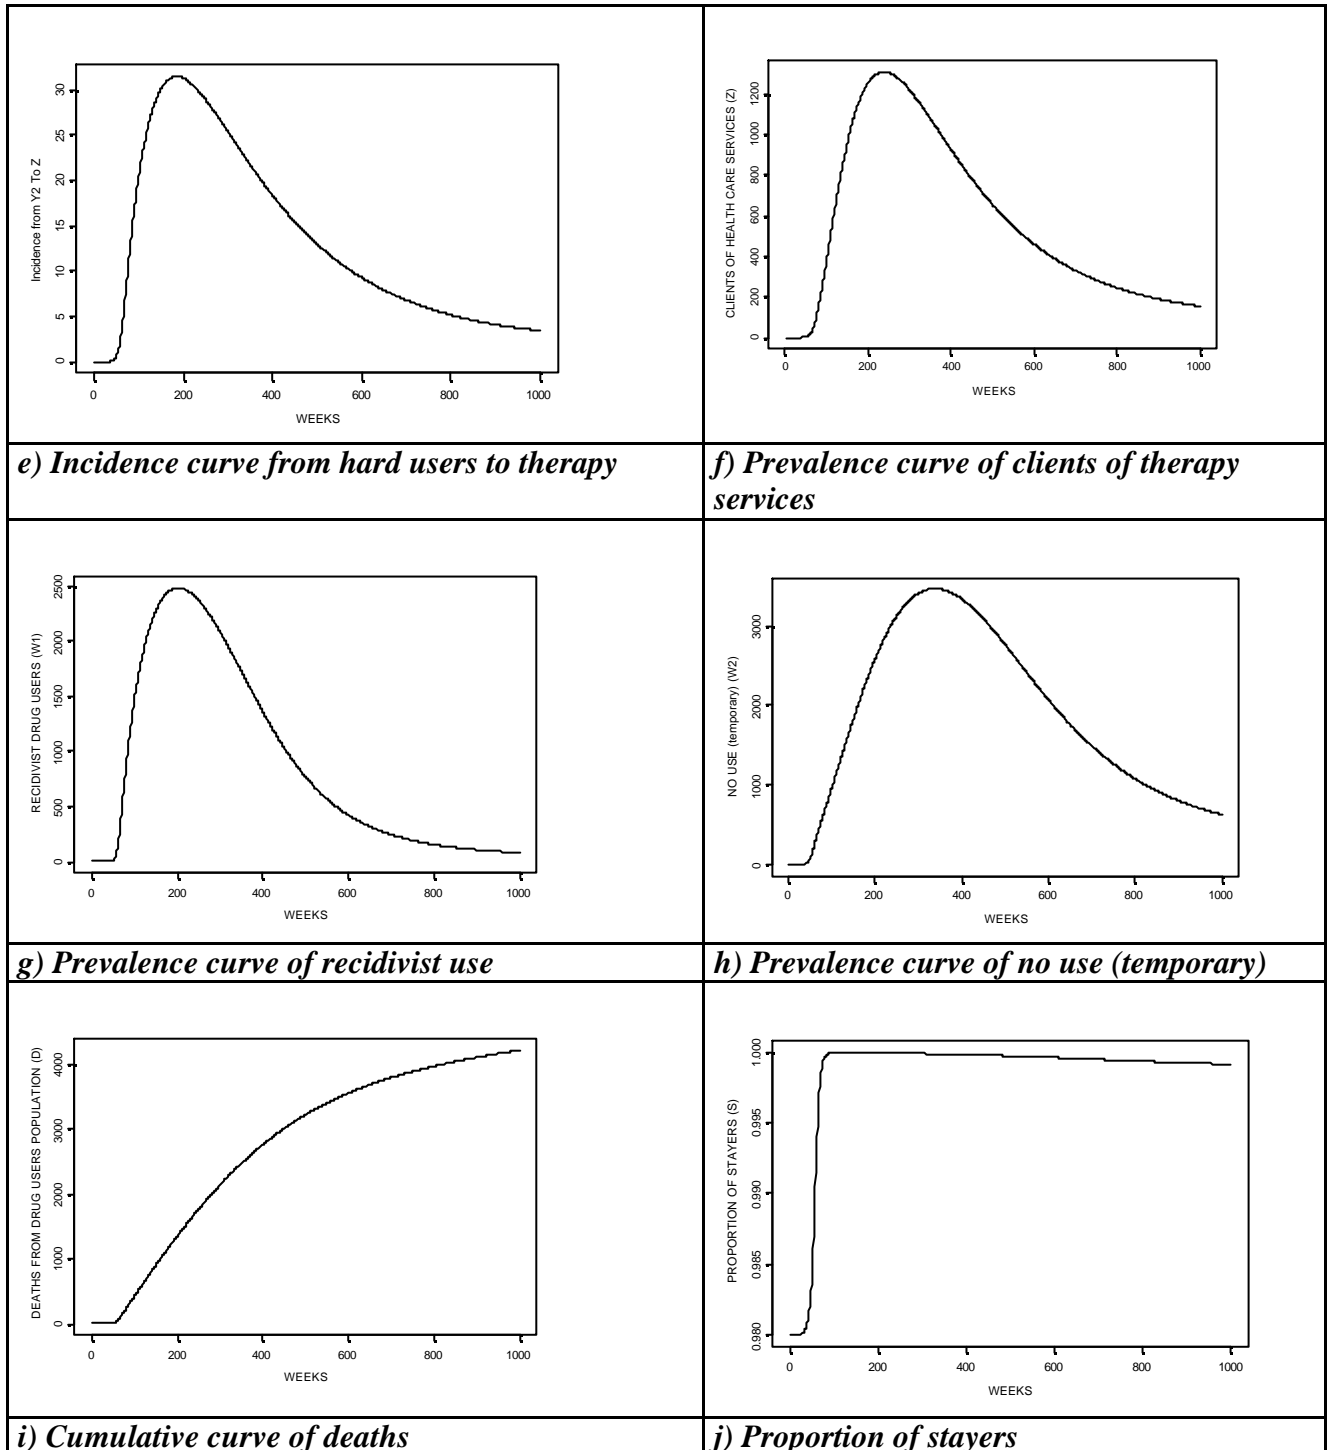 Incidence from Y2 To Z
30
25
20
15
10
5
0
0 200 400 600 800 1000
WEEKS
CLIENTS OF HEALTH CARE SERVICES (Z)
1200
1000
800
600
400
200
0
0 200 400 600 800 1000
WEEKS
e) Incidence curve from hard users to therapy
f) Prevalence curve of clients of therapy
services
RECIDIVIST DRUG USERS (W1)
2500
2000
1500
1000
500
0
0 200 400 600 800 1000
WEEKS
NO USE (temporary) (W2)
3000
2000
1000
0
0 200 400 600 800 1000
WEEKS
g) Prevalence curve of recidivist use
h) Prevalence curve of no use (temporary)
DEATHS FROM DRUG USERS POPULATION (D)
4000
3000
2000
1000
0
0 200 400 600 800 1000
WEEKS
PROPORTION OF STAYERS (S)
1.000
0.995
0.990
0.985
0.980
0 200 400 600 800 1000
WEEKS
i) Cumulative curve of deaths
j) Proportion of stayers